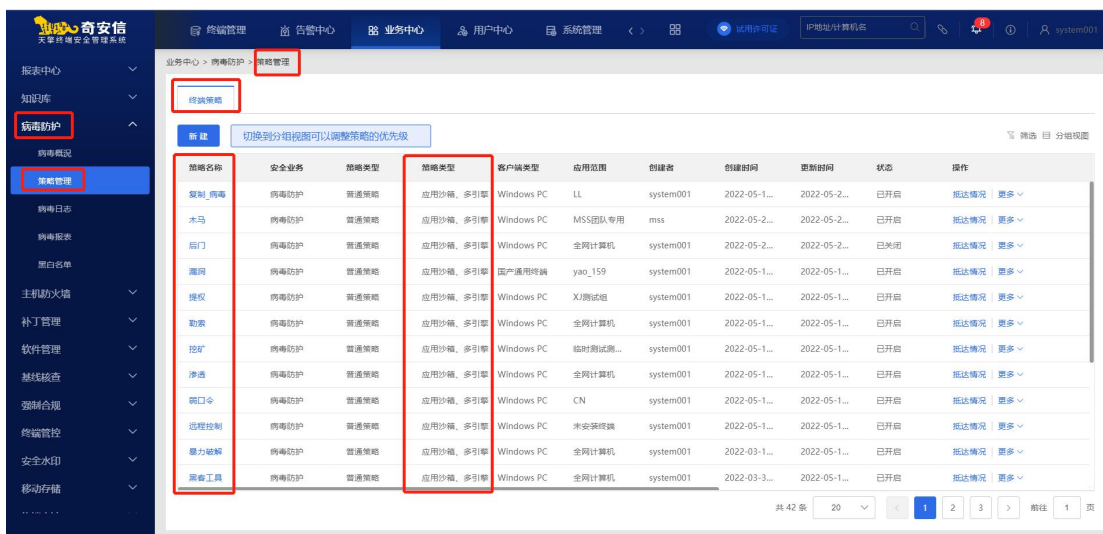 奇安信
天擎终端安全管理系统
终端管理 告警中心 业务中心 用户中心 系统管理 试用许可证 IP地址/计算机名 8 system001
业务中心 > 病毒防护 > 策略管理
报表中心
知识库
病毒防护
病毒概况
策略管理
病毒日志
病毒报表
黑白名单
主机防火墙
补丁管理
软件管理
基线核查
强制合规
终端管控
安全水印
移动存储
终端策略
新建 切换到分组视图可以调整策略的优先级 筛选 分组视图
策略名称 安全业务 策略类型 策略类型 客户端类型 应用范围 创建者 创建时间 更新时间 状态 操作
复制_病毒 病毒防护 普通策略 应用沙箱、多引擎 Windows PC LL system001 2022-05-1... 2022-05-2... 已开启 抵达情况 更多
木马 病毒防护 普通策略 应用沙箱、多引擎 Windows PC MSS团队专用 mss 2022-05-2... 2022-05-2... 已开启 抵达情况 更多
后门 病毒防护 普通策略 应用沙箱、多引擎 Windows PC 全网计算机 system001 2022-05-2... 2022-05-2... 已关闭 抵达情况 更多
漏洞 病毒防护 普通策略 应用沙箱、多引擎 国产通用终端 yao_159 system001 2022-05-1... 2022-05-1... 已开启 抵达情况 更多
提权 病毒防护 普通策略 应用沙箱、多引擎 Windows PC XJ测试组 system001 2022-05-1... 2022-05-1... 已开启 抵达情况 更多
勒索 病毒防护 普通策略 应用沙箱、多引擎 Windows PC 全网计算机 system001 2022-05-1... 2022-05-1... 已开启 抵达情况 更多
挖矿 病毒防护 普通策略 应用沙箱、多引擎 Windows PC 临时测试测... system001 2022-05-1... 2022-05-1... 已开启 抵达情况 更多
渗透 病毒防护 普通策略 应用沙箱、多引擎 Windows PC 全网计算机 system001 2022-05-1... 2022-05-1... 已开启 抵达情况 更多
弱口令 病毒防护 普通策略 应用沙箱、多引擎 Windows PC CN system001 2022-05-1... 2022-05-1... 已开启 抵达情况 更多
远程控制 病毒防护 普通策略 应用沙箱、多引擎 Windows PC 未安装终端 system001 2022-05-1... 2022-05-1... 已开启 抵达情况 更多
暴力破解 病毒防护 普通策略 应用沙箱、多引擎 Windows PC 全网计算机 system001 2022-03-1... 2022-05-1... 已开启 抵达情况 更多
黑客工具 病毒防护 普通策略 应用沙箱、多引擎 Windows PC 全网计算机 system001 2022-03-3... 2022-05-1... 已开启 抵达情况 更多
共 42 条 20 < 1 2 3 > 前往 1 页